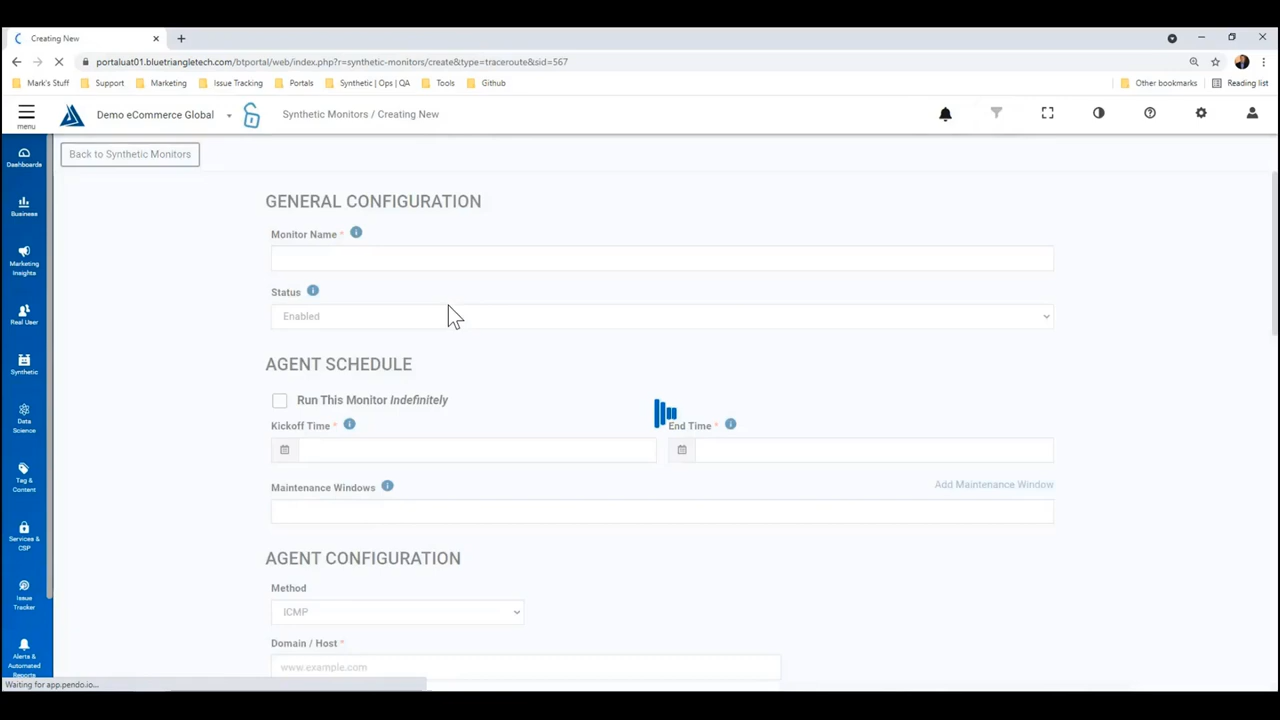 Creating New
portaluat01.bluetriangletech.com/btportal/web/index.php?r=synthetic-monitors/create&type=traceroute&sid=567
Mark's Stuff
Support
Marketing
Issue Tracking
Portals
Synthetic | Ops | QA
Tools
Github
Other bookmarks
Reading list
menu
Demo eCommerce Global
Synthetic Monitors / Creating New
Dashboards
Business
Marketing
Insights
Real User
Synthetic
Data
Science
Tag &
Content
Services &
CSP
Issue
Tracker
Alerts &
Automated
Reports
Back to Synthetic Monitors
GENERAL CONFIGURATION
Monitor Name *
Status
Enabled
AGENT SCHEDULE
Run This Monitor Indefinitely
Kickoff Time *
End Time *
Maintenance Windows
Add Maintenance Window
AGENT CONFIGURATION
Method
ICMP
Domain / Host *
www.example.com
Waiting for app.pendo.io...